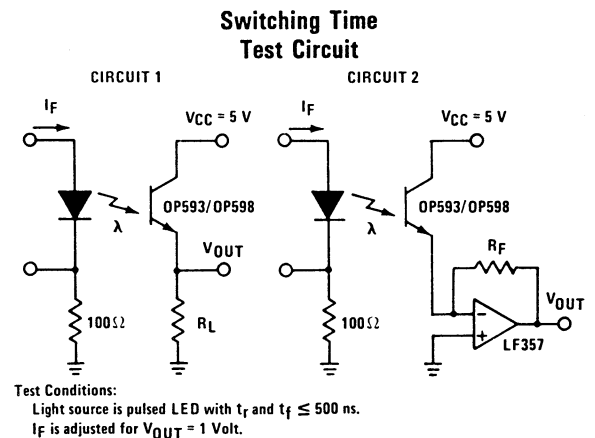 Switching Time
Test Circuit
CIRCUIT 1
CIRCUIT 2
IF
VCC = 5 V
OP593/OP598
λ
VOUT
100Ω
RL
IF
VCC = 5 V
OP593/OP598
λ
RF
VOUT
−
+
LF357
100Ω
Test Conditions:
Light source is pulsed LED with tr and tf ≤ 500 ns.
IF is adjusted for VOUT = 1 Volt.